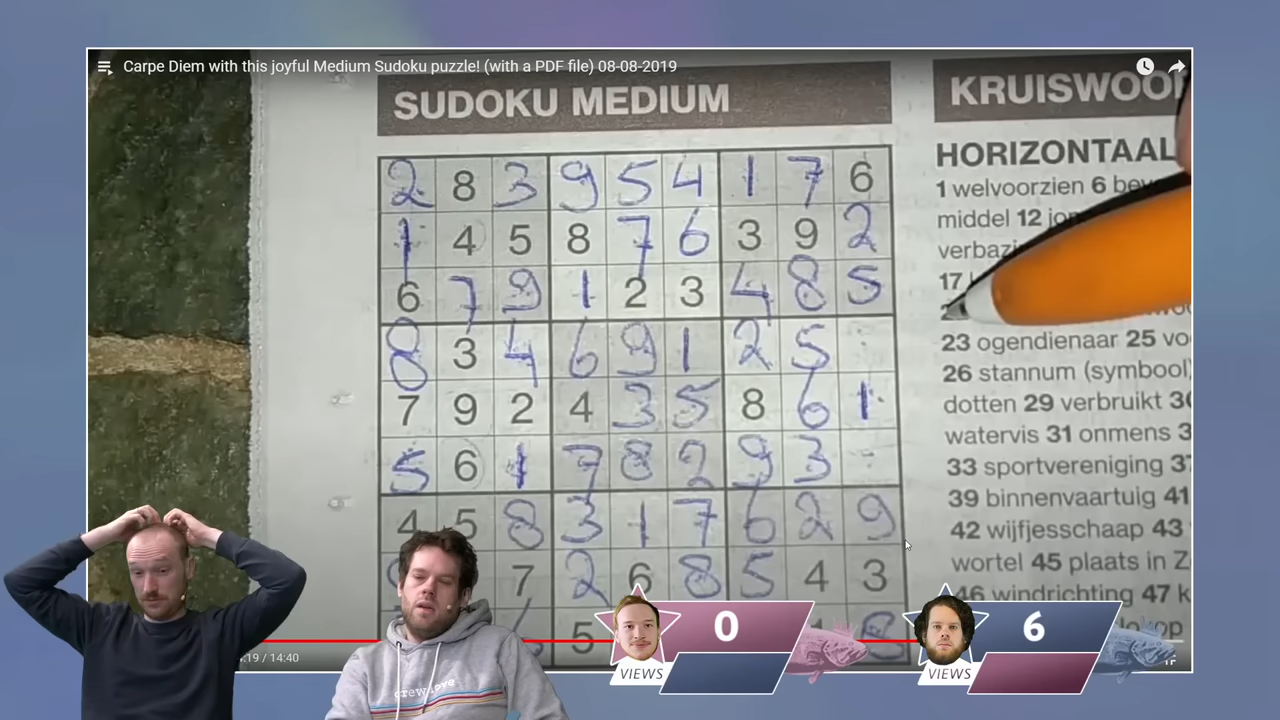 Carpe Diem with this joyful Medium Sudoku puzzle! (with a PDF file) 08-08-2019
SUDOKU MEDIUM
2 8 3 9 5 4 1 7 6
1 4 5 8 7 6 3 9 2
6 7 9 1 2 3 4 8 5
8 3 4 6 9 1 2 5
7 9 2 4 3 5 8 6 1
5 6 1 7 8 2 9 3
4 5 8 3 1 7 6 2 9
7 2 6 8 5 4 3
5
KRUISWOO
HORIZONTAAL
1 welvoorzien 6
middel 12
17
23 ogendienaar 25 vo
26 stannum (symbool)
dotten 29 verbruikt
watervis 31 onmens
33 sportvereniging
39 binnenvaartuig 41
42 wijfjesschaap 43
wortel 45 plaats in Z
46 windrichting 47 k
:19 / 14:40
crewlove
0
VIEWS
6
VIEWS